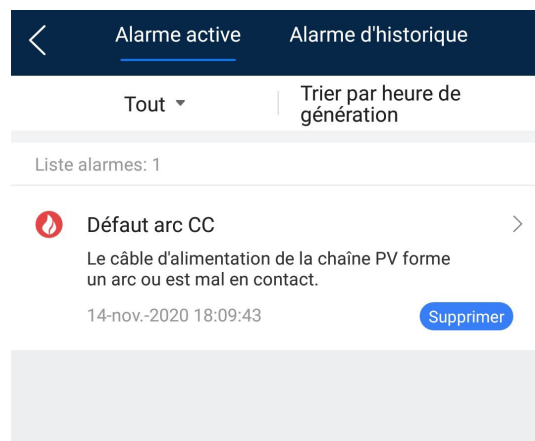 Alarme active Alarme d'historique
Tout Trier par heure de
génération
Liste alarmes: 1
Défaut arc CC
Le câble d'alimentation de la chaîne PV forme
un arc ou est mal en contact.
14-nov.-2020 18:09:43 Supprimer